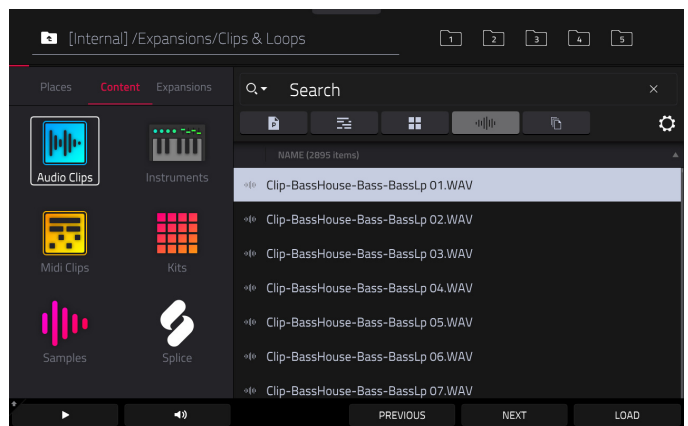 [Internal] /Expansions/Clips & Loops
1 2 3 4 5
Places Content Expansions
Search
P
NAME (2895 items)
Audio Clips
Instruments
Midi Clips
Kits
Samples
Splice
Clip-BassHouse-Bass-BassLp 01.WAV
Clip-BassHouse-Bass-BassLp 02.WAV
Clip-BassHouse-Bass-BassLp 03.WAV
Clip-BassHouse-Bass-BassLp 04.WAV
Clip-BassHouse-Bass-BassLp 05.WAV
Clip-BassHouse-Bass-BassLp 06.WAV
Clip-BassHouse-Bass-BassLp 07.WAV
PREVIOUS NEXT LOAD